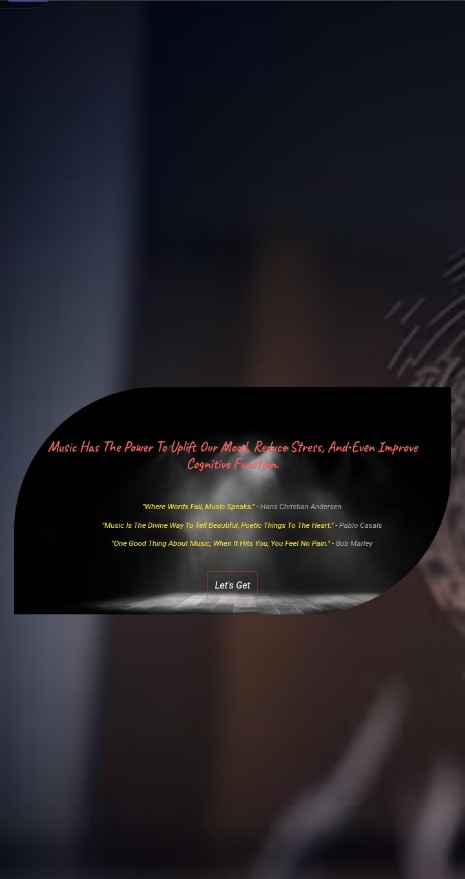 Music Has The Power To Uplift Our Mood, Reduce Stress, And Even Improve
Cognitive Function.
"Where Words Fail, Music Speaks." - Hans Christian Andersen
"Music Is The Divine Way To Tell Beautiful, Poetic Things To The Heart." - Pablo Casals
"One Good Thing About Music, When It Hits You, You Feel No Pain." - Bob Marley
Let's Get